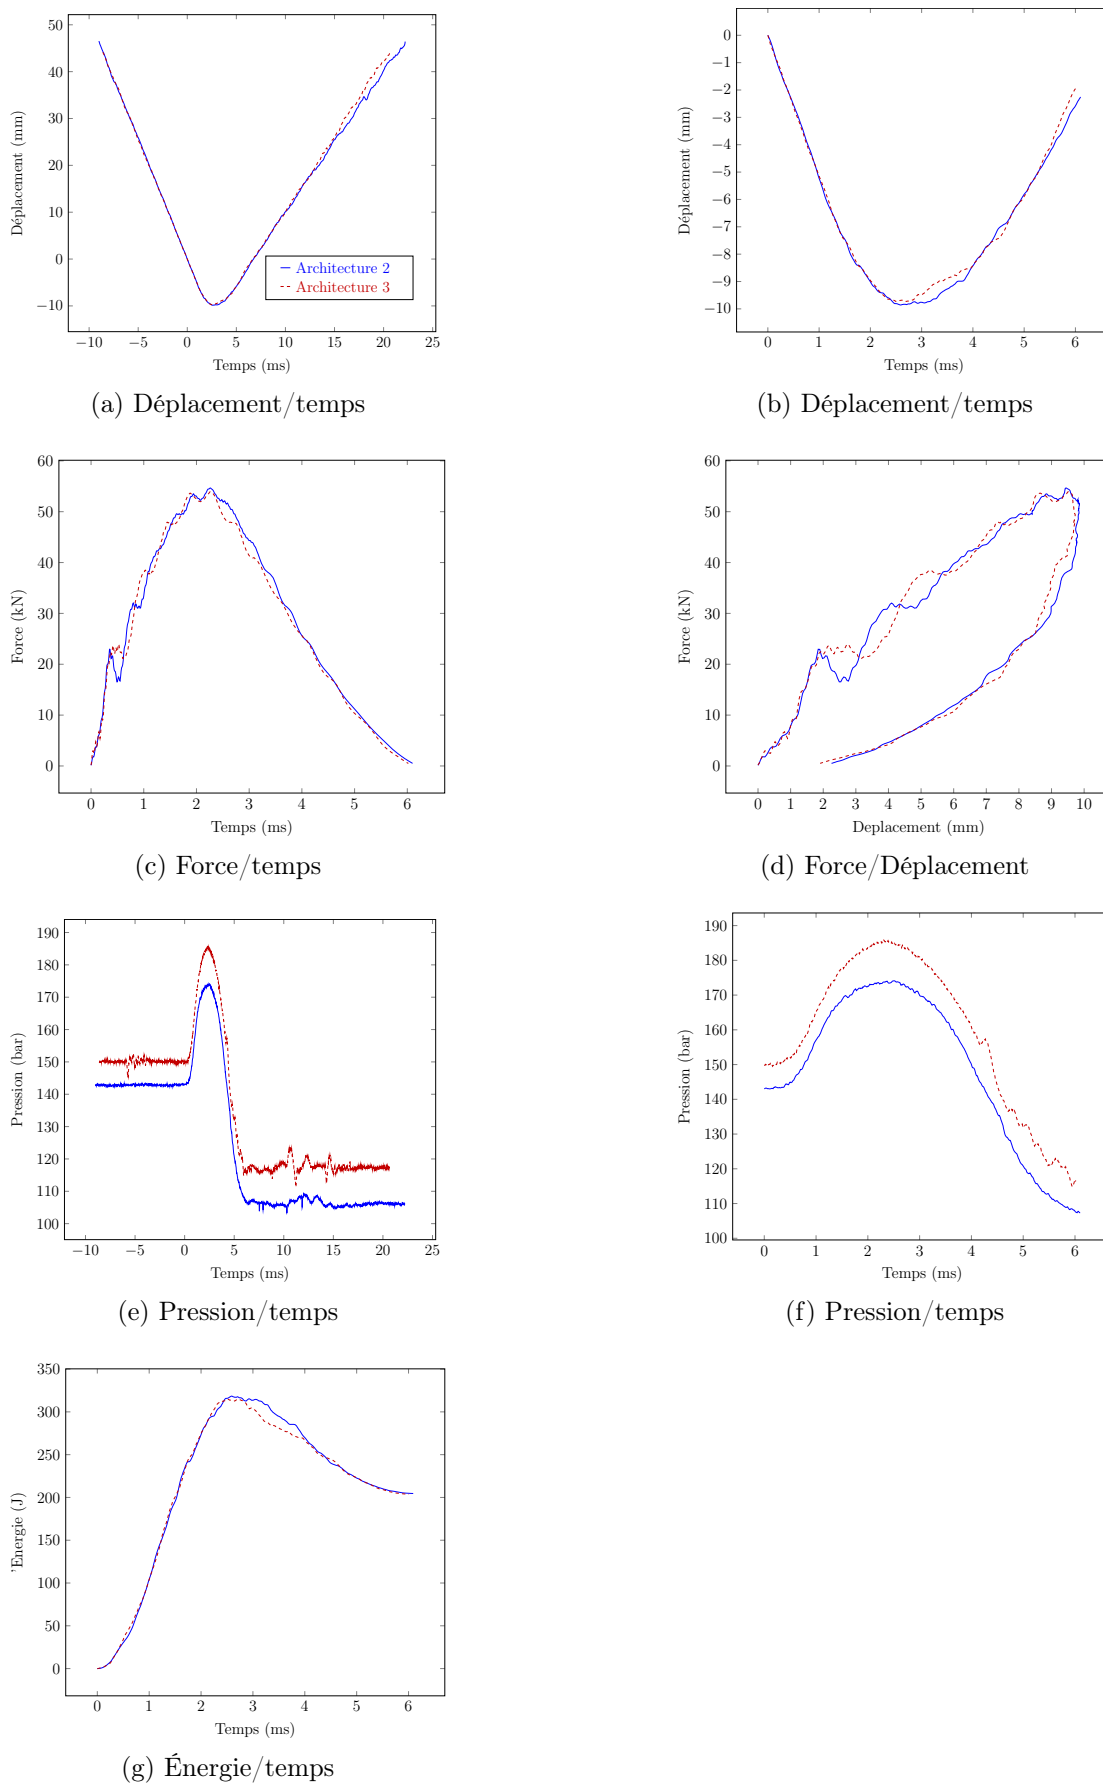 50
40
30
20
10
0
−10
Déplacement (mm)
Architecture 2
Architecture 3
−10 −5 0 5 10 15 20 25
Temps (ms)
(a) Déplacement/temps
0
−1
−2
−3
−4
−5
−6
−7
−8
−9
−10
Déplacement (mm)
0 1 2 3 4 5 6
Temps (ms)
(b) Déplacement/temps
60
50
40
30
20
10
0
Force (kN)
0 1 2 3 4 5 6
Temps (ms)
(c) Force/temps
60
50
40
30
20
10
0
Force (kN)
0 1 2 3 4 5 6 7 8 9 10
Deplacement (mm)
(d) Force/Déplacement
190
180
170
160
150
140
130
120
110
100
Pression (bar)
−10 −5 0 5 10 15 20 25
Temps (ms)
(e) Pression/temps
190
180
170
160
150
140
130
120
110
100
Pression (bar)
0 1 2 3 4 5 6
Temps (ms)
(f) Pression/temps
350
300
250
200
150
100
50
0
'Energie (J)
0 1 2 3 4 5 6
Temps (ms)
(g) Énergie/temps